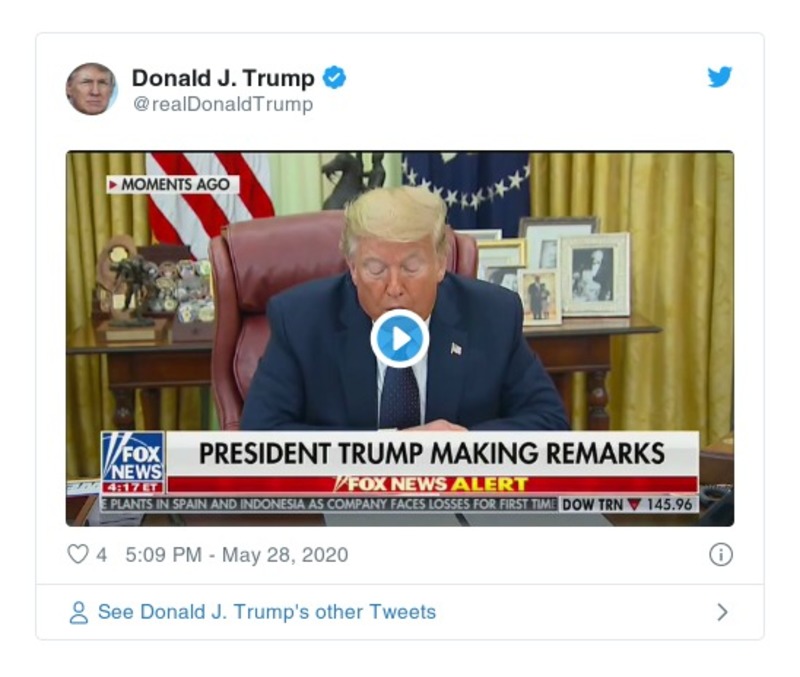 Donald J. Trump
@realDonaldTrump
MOMENTS AGO
FOX
NEWS
4:17 ET
PRESIDENT TRUMP MAKING REMARKS
FOX NEWS ALERT
E PLANTS IN SPAIN AND INDONESIA AS COMPANY FACES LOSSES FOR FIRST TIME
DOW TRN ▼ 145.96
4 5:09 PM - May 28, 2020
See Donald J. Trump's other Tweets